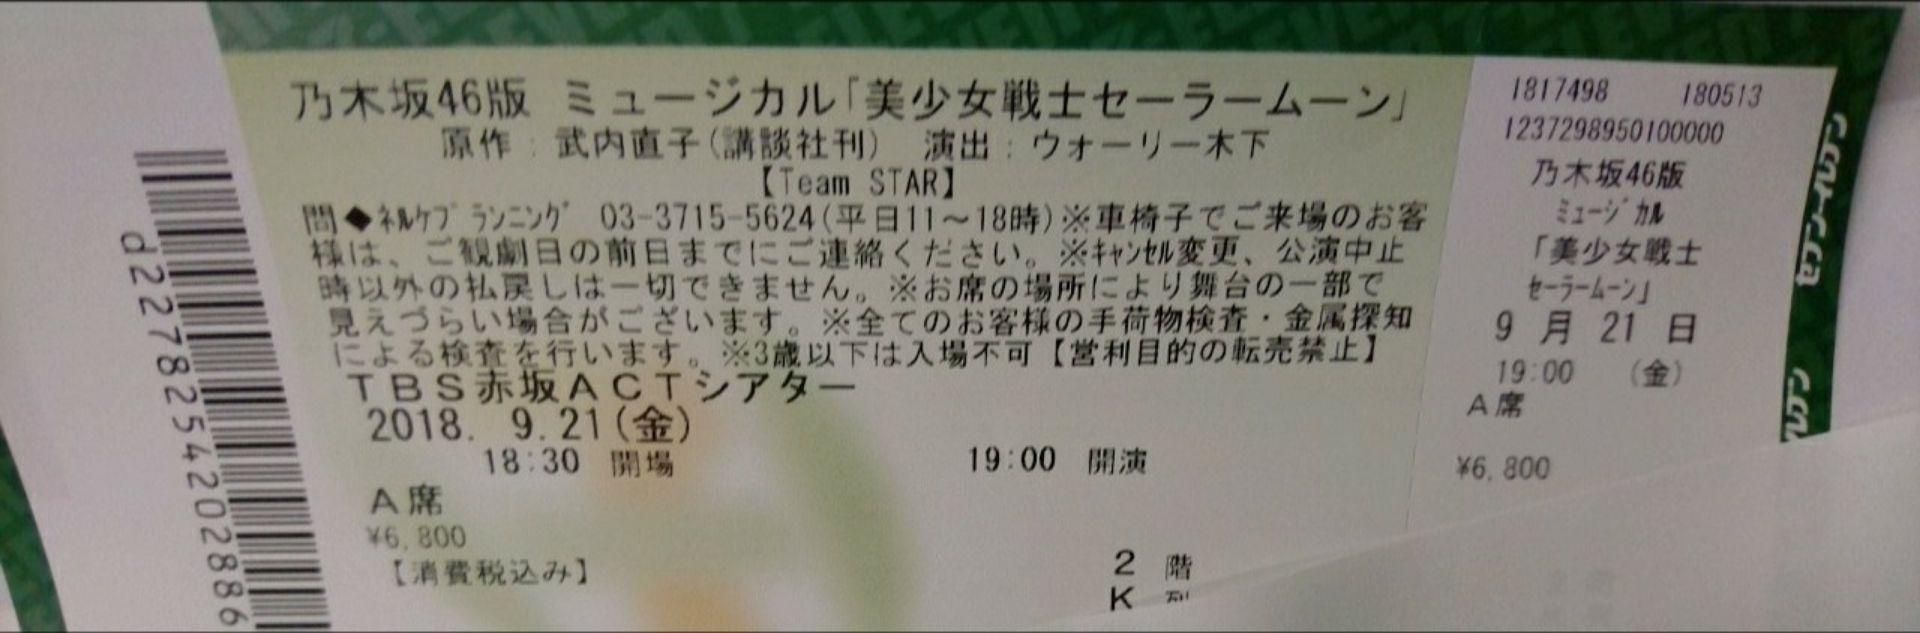 乃木坂46版 ミュージカル「美少女戦士セーラームーン」
原作：武内直子(講談社刊) 演出：ウォーリー木下
【Team STAR】
問◆ﾈﾙｹﾌﾟﾗﾝﾆﾝｸﾞ 03-3715-5624(平日11～18時)※車椅子でご来場のお客
様は、ご観劇日の前日までにご連絡ください。※ｷｬﾝｾﾙ変更、公演中止
時以外の払戻しは一切できません。※お席の場所により舞台の一部で
見えづらい場合がございます。※全てのお客様の手荷物検査・金属探知
による検査を行います。※3歳以下は入場不可【営利目的の転売禁止】
ＴＢＳ赤坂ＡＣＴシアター
2018. 9.21(金)
18:30 開場 19:00 開演
Ａ席
¥6,800
【消費税込み】
2 階
K 列
d2278254202886
1817498 180513
1237298950100000
乃木坂46版
ﾐｭｰｼﾞｶﾙ
「美少女戦士
ｾｰﾗｰﾑｰﾝ」
9 月 21 日
19:00 (金)
Ａ席
¥6,800
セブン-イレブン